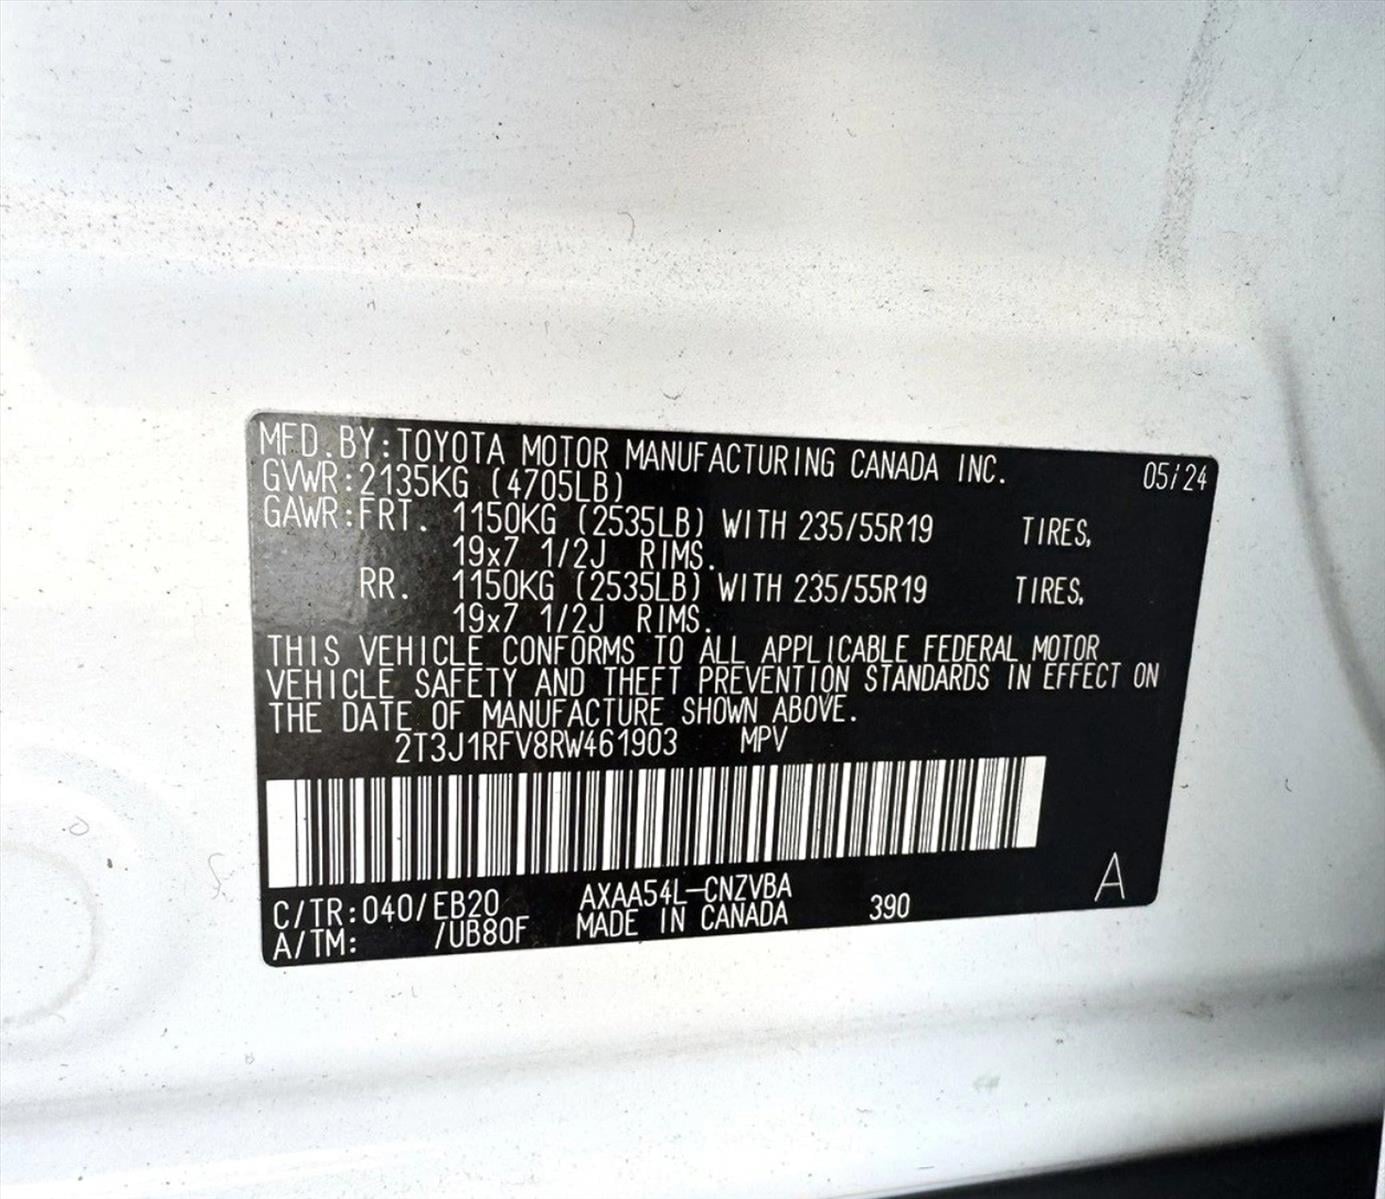 MFD.BY:TOYOTA MOTOR MANUFACTURING CANADA INC. 05/24
GVWR:2135KG (4705LB)
GAWR:FRT. 1150KG (2535LB) WITH 235/55R19 TIRES,
19x7 1/2J RIMS.
RR. 1150KG (2535LB) WITH 235/55R19 TIRES,
19x7 1/2J RIMS.
THIS VEHICLE CONFORMS TO ALL APPLICABLE FEDERAL MOTOR
VEHICLE SAFETY AND THEFT PREVENTION STANDARDS IN EFFECT ON
THE DATE OF MANUFACTURE SHOWN ABOVE.
2T3J1RFV8RW461903 MPV
C/TR:040/EB20 AXAA54L-CNZVBA 390 A
A/TM: /UB80F MADE IN CANADA